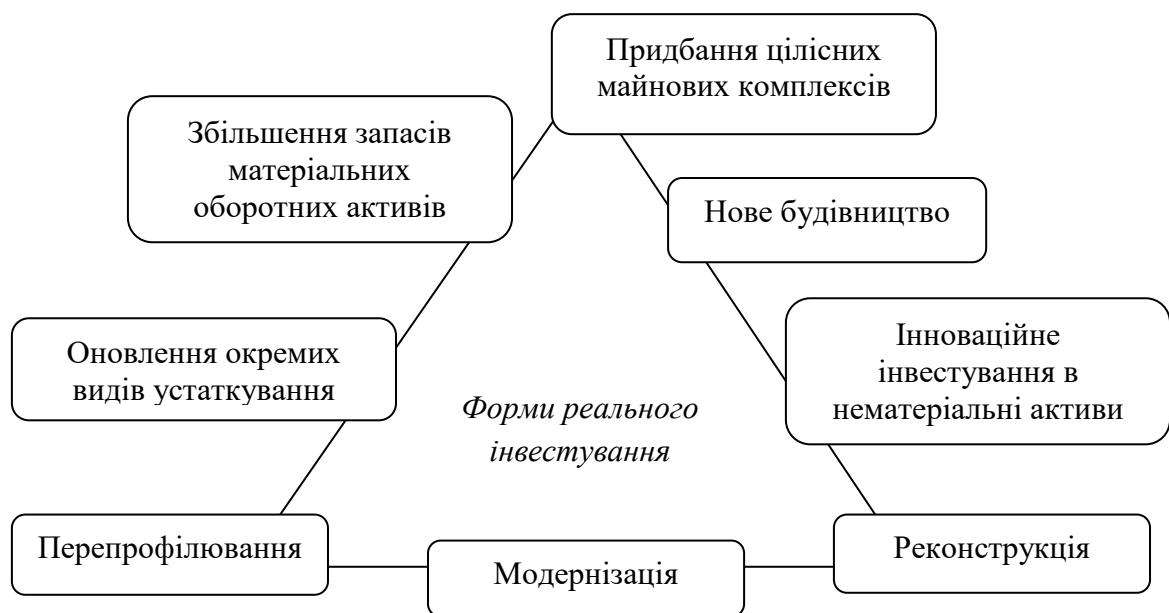 Придбання цілісних
майнових комплексів
Збільшення запасів
матеріальних
оборотних активів
Нове будівництво
Оновлення окремих
видів устаткування
Інноваційне
інвестування в
нематеріальні активи
Форми реального
інвестування
Перепрофілювання
Модернізація
Реконструкція